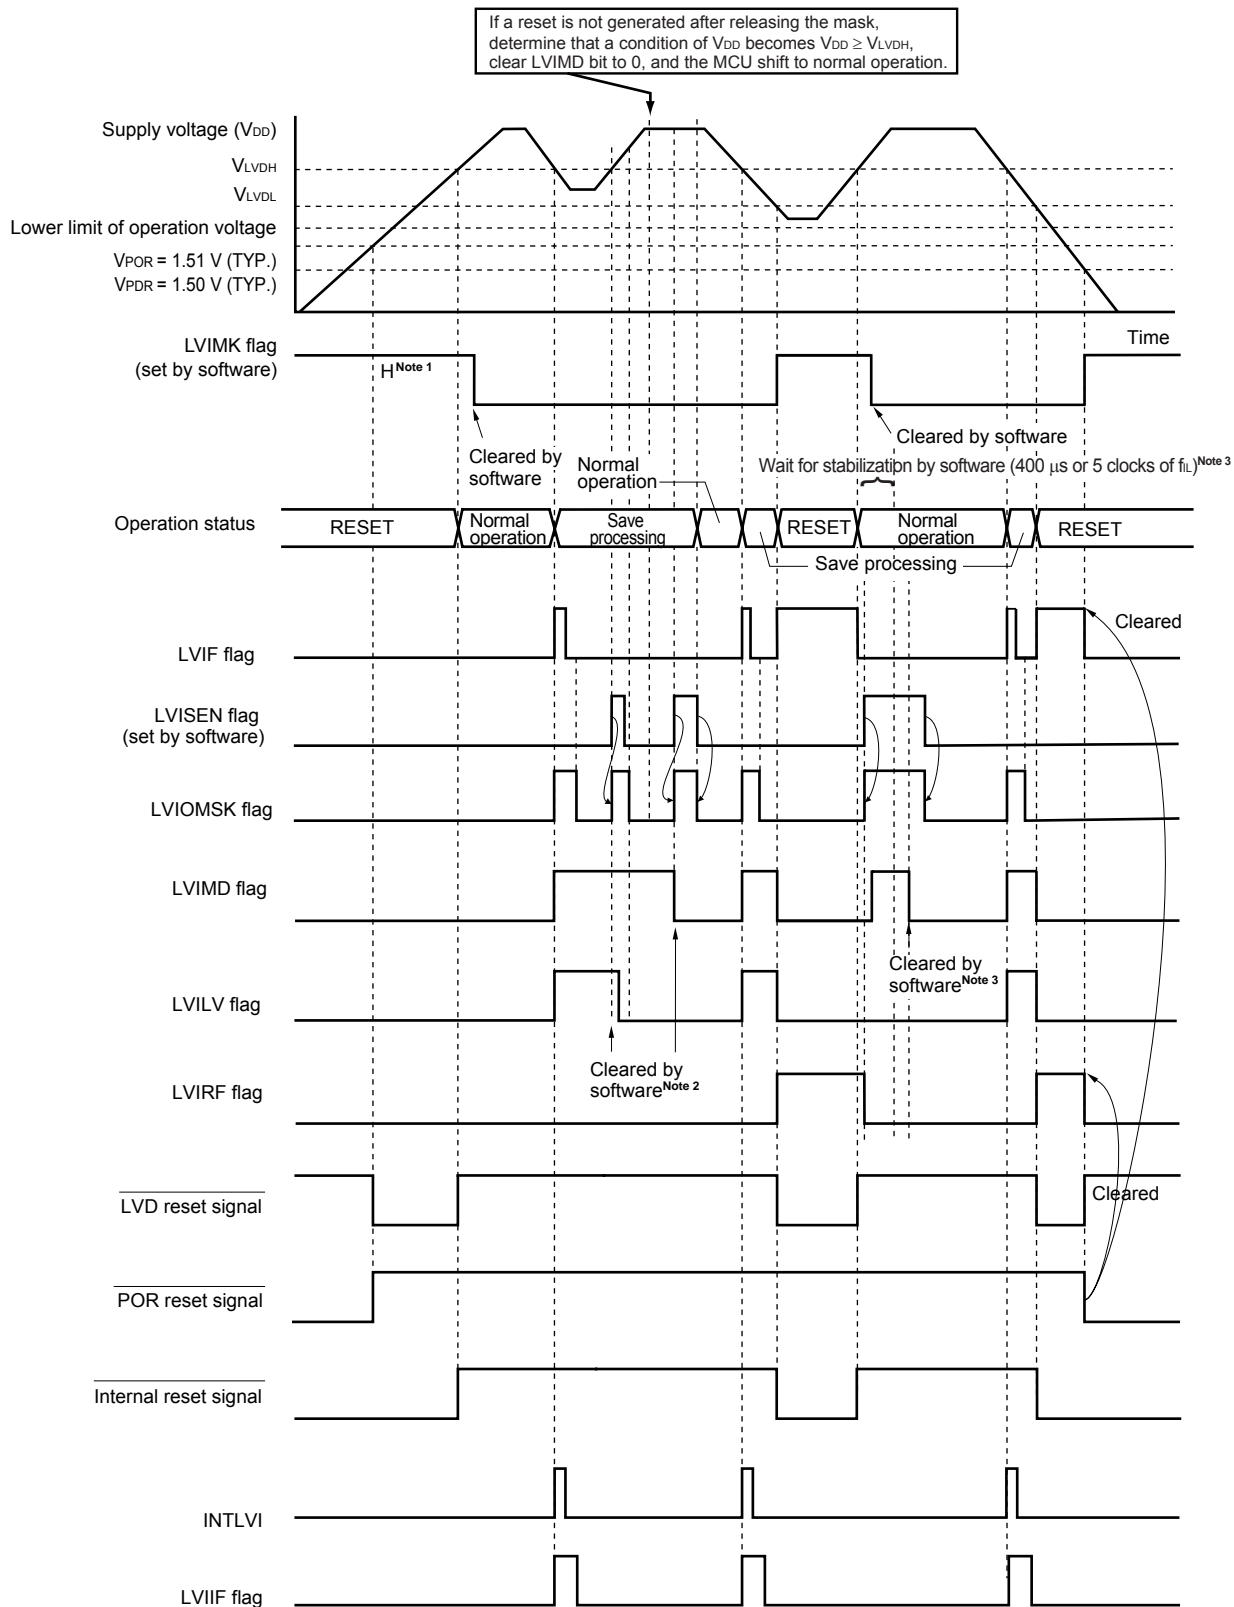 If a reset is not generated after releasing the mask,
determine that a condition of VDD becomes VDD ≥ VLVDH,
clear LVIMD bit to 0, and the MCU shift to normal operation.
Supply voltage (VDD)
VLVDH
VLVDL
Lower limit of operation voltage
VPOR = 1.51 V (TYP.)
VPDR = 1.50 V (TYP.)
Time
LVIMK flag
(set by software)
H Note 1
Cleared by
software
Cleared by software
Normal
operation
Wait for stabilization by software (400 μs or 5 clocks of fIL) Note 3
Operation status
RESET
Normal
operation
Save
processing
RESET
Normal
operation
RESET
Save processing
LVIF flag
Cleared
LVISEN flag
(set by software)
LVIOMSK flag
LVIMD flag
Cleared by
software Note 3
LVILV flag
Cleared by
software Note 2
LVIRF flag
LVD reset signal
Cleared
POR reset signal
Internal reset signal
INTLVI
LVIIF flag